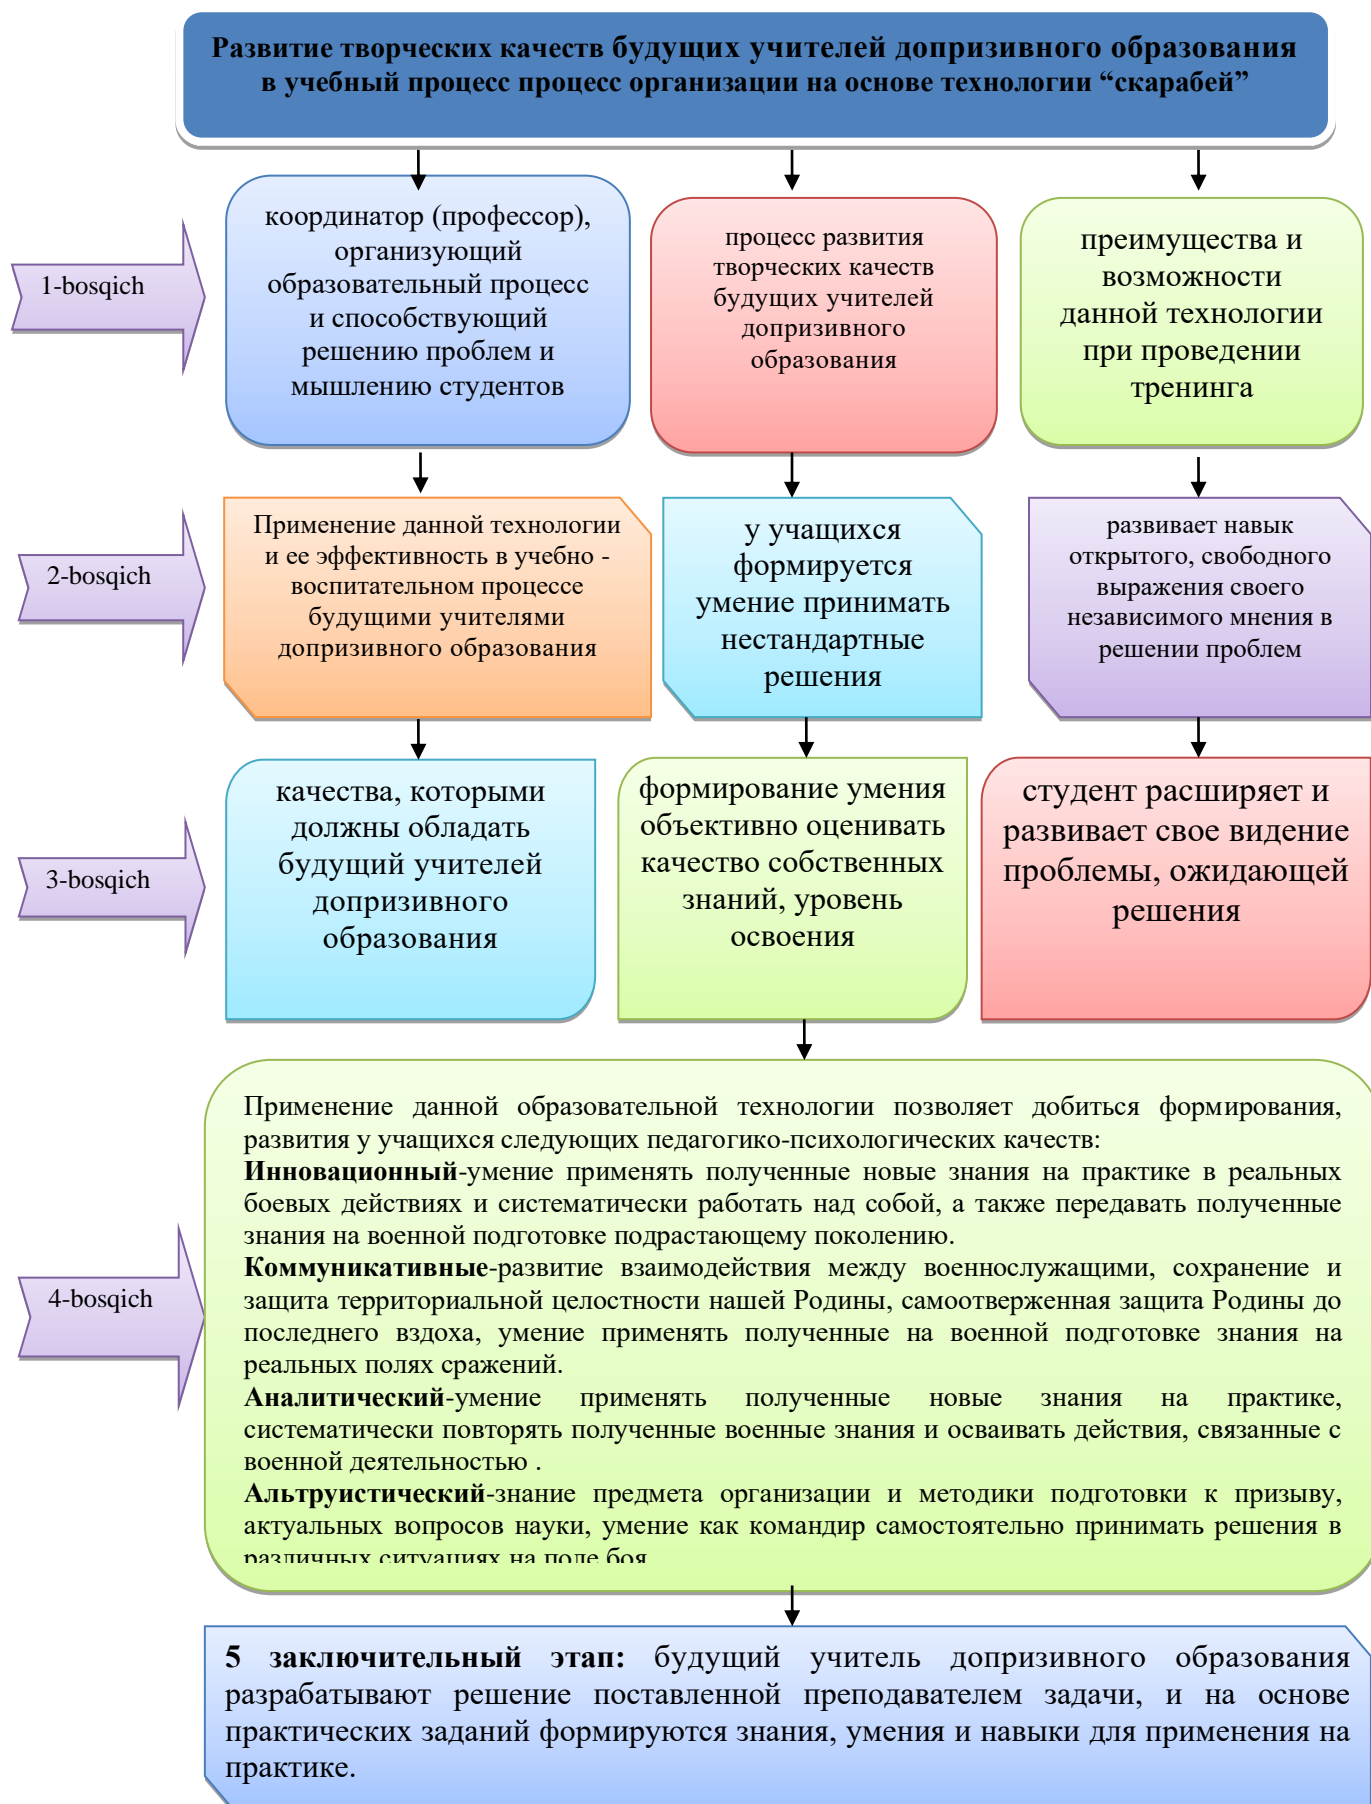 Развитие творческих качеств будущих учителей допризивного образования
в учебный процесс процесс организации на основе технологии “скарабей”
1-bosqich
координатор (профессор),
организующий
образовательный процесс
и способствующий
решению проблем и
мышлению студентов
процесс развития
творческих качеств
будущих учителей
допризивного
образования
преимущества и
возможности
данной технологии
при проведении
тренинга
2-bosqich
Применение данной технологии
и ее эффективность в учебно -
воспитательном процессе
будущими учителями
допризивного образования
у учащихся
формируется
умение принимать
нестандартные
решения
развивает навык
открытого, свободного
выражения своего
независимого мнения в
решении проблем
3-bosqich
качества, которыми
должны обладать
будущий учителей
допризивного
образования
формирование умения
объективно оценивать
качество собственных
знаний, уровень
освоения
студент расширяет и
развивает свое видение
проблемы, ожидающей
решения
4-bosqich
Применение данной образовательной технологии позволяет добиться формирования,
развития у учащихся следующих педагогико-психологических качеств:
Инновационный-умение применять полученные новые знания на практике в реальных
боевых действиях и систематически работать над собой, а также передавать полученные
знания на военной подготовке подрастающему поколению.
Коммуникативные-развитие взаимодействия между военнослужащими, сохранение и
защита территориальной целостности нашей Родины, самоотверженная защита Родины до
последнего вздоха, умение применять полученные на военной подготовке знания на
реальных полях сражений.
Аналитический-умение применять полученные новые знания на практике,
систематически повторять полученные военные знания и осваивать действия, связанные с
военной деятельностью .
Альтруистический-знание предмета организации и методики подготовки к призыву,
актуальных вопросов науки, умение как командир самостоятельно принимать решения в
различных ситуациях на поле боя
5 заключительный этап: будущий учитель допризивного образования
разрабатывают решение поставленной преподавателем задачи, и на основе
практических заданий формируются знания, умения и навыки для применения на
практике.